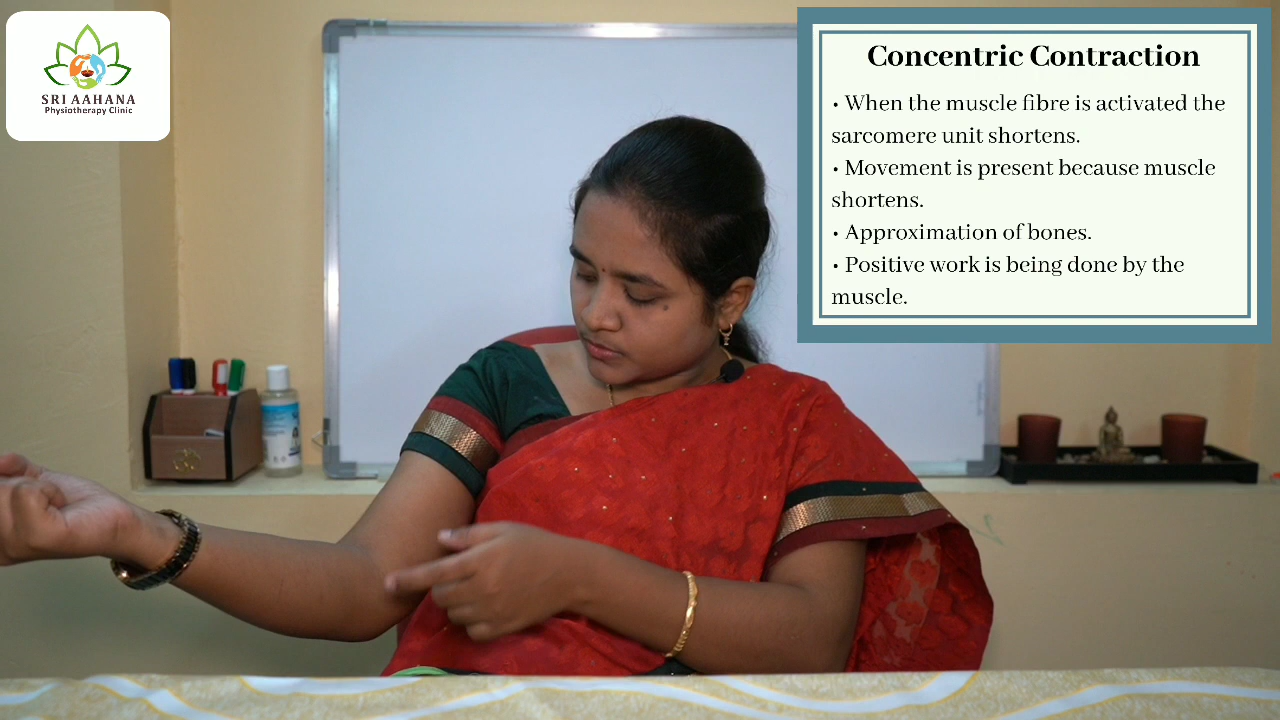 SRI AAHANA
Physiotherapy Clinic
Concentric Contraction
• When the muscle fibre is activated the
sarcomere unit shortens.
• Movement is present because muscle
shortens.
• Approximation of bones.
• Positive work is being done by the
muscle.